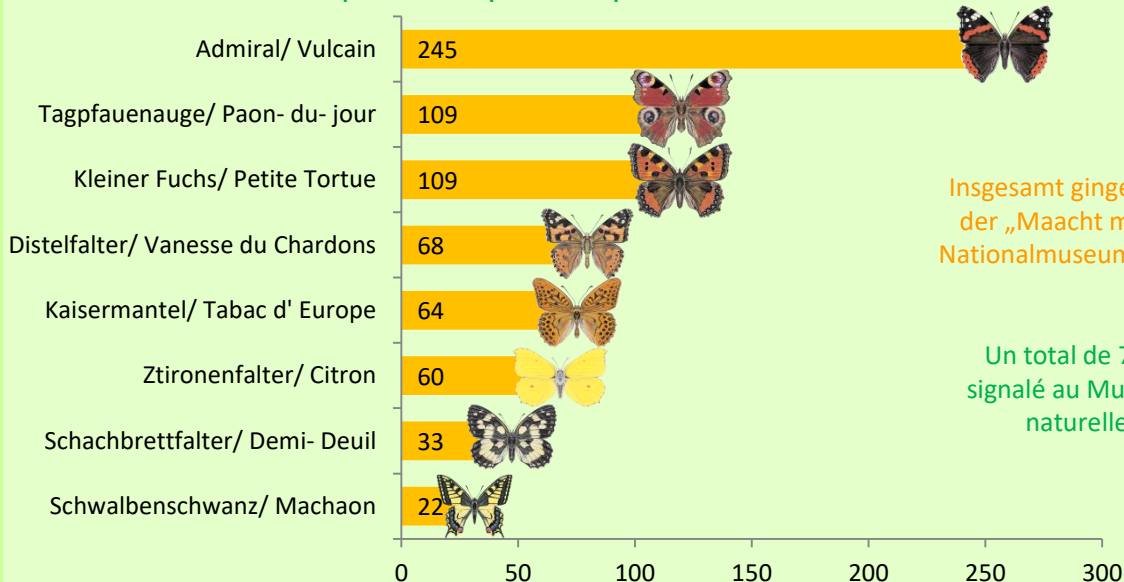 Admiral/ Vulcain
245
Tagpfauenauge/ Paon- du- jour
109
Kleiner Fuchs/ Petite Tortue
109
Distelfalter/ Vanesse du Chardons
68
Kaisermantel/ Tabac d' Europe
64
Ztironenfalter/ Citron
60
Schachbrettfalter/ Demi- Deuil
33
Schwalbenschwanz/ Machaon
22
0 50 100 150 200 250 300
Insgesamt ginge
der „Maacht m
Nationalmuseum
Un total de 7
signalé au Mu
naturelle